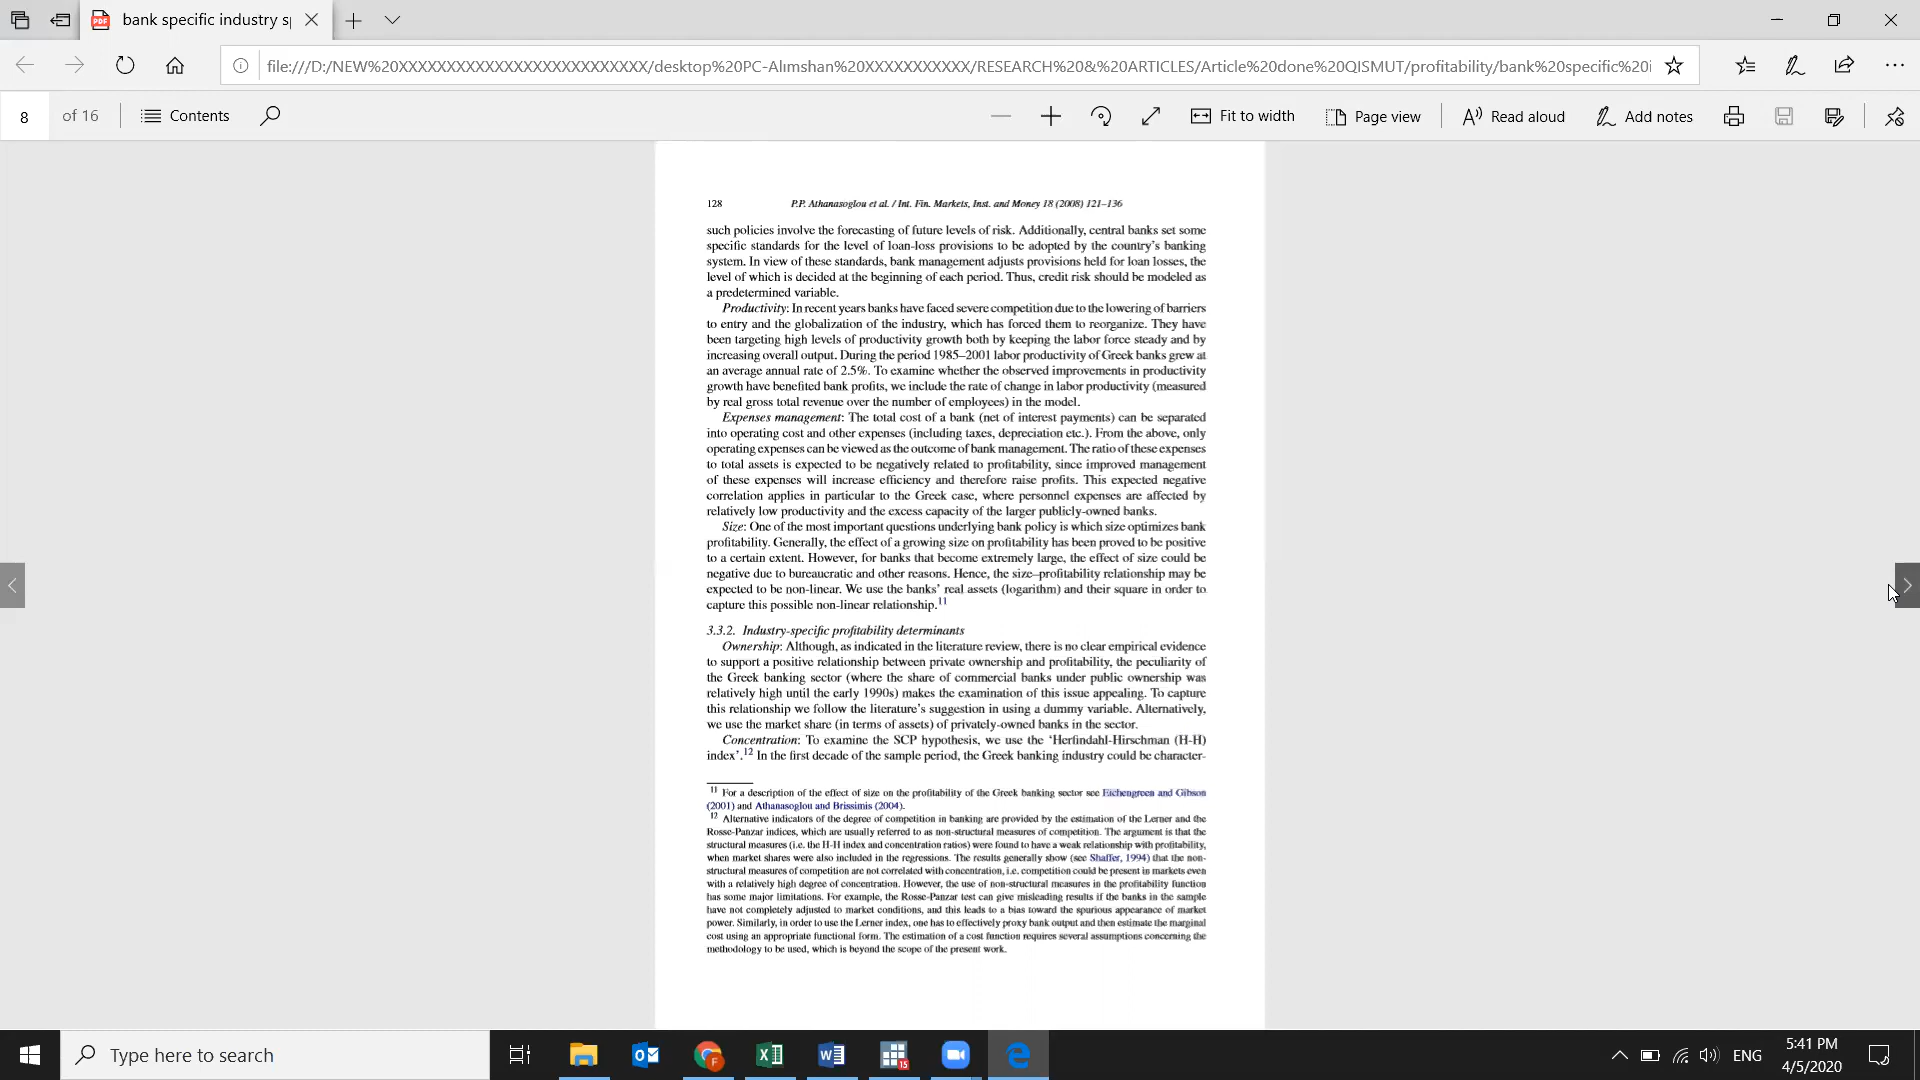 bank specific industry s
file:///D:/NEW%20XXXXXXXXXXXXXXXXXXXXXXXXXX/desktop%20PC-Alimshan%20XXXXXXXXXXX/RESEARCH%20&%20ARTICLES/Article%20done%20QISMUT/profitability/bank%20specific%20i
8 of 16 Contents Fit to width Page view Read aloud Add notes
128 P.P. Athanasoglou et al. / Int. Fin. Markets, Inst. and Money 18 (2008) 121–136
such policies involve the forecasting of future levels of risk. Additionally, central banks set some
specific standards for the level of loan-loss provisions to be adopted by the country's banking
system. In view of these standards, bank management adjusts provisions held for loan losses, the
level of which is decided at the beginning of each period. Thus, credit risk should be modeled as
a predetermined variable.
Productivity: In recent years banks have faced severe competition due to the lowering of barriers
to entry and the globalization of the industry, which has forced them to reorganize. They have
been targeting high levels of productivity growth both by keeping the labor force steady and by
increasing overall output. During the period 1985–2001 labor productivity of Greek banks grew at
an average annual rate of 2.5%. To examine whether the observed improvements in productivity
growth have benefited bank profits, we include the rate of change in labor productivity (measured
by real gross total revenue over the number of employees) in the model.
Expenses management: The total cost of a bank (net of interest payments) can be separated
into operating cost and other expenses (including taxes, depreciation etc.). From the above, only
operating expenses can be viewed as the outcome of bank management. The ratio of these expenses
to total assets is expected to be negatively related to profitability, since improved management
of these expenses will increase efficiency and therefore raise profits. This expected negative
correlation applies in particular to the Greek case, where personnel expenses are affected by
relatively low productivity and the excess capacity of the larger publicly-owned banks.
Size: One of the most important questions underlying bank policy is which size optimizes bank
profitability. Generally, the effect of a growing size on profitability has been proved to be positive
to a certain extent. However, for banks that become extremely large, the effect of size could be
negative due to bureaucratic and other reasons. Hence, the size–profitability relationship may be
expected to be non-linear. We use the banks' real assets (logarithm) and their square in order to
capture this possible non-linear relationship.11
3.3.2. Industry-specific profitability determinants
Ownership: Although, as indicated in the literature review, there is no clear empirical evidence
to support a positive relationship between private ownership and profitability, the peculiarity of
the Greek banking sector (where the share of commercial banks under public ownership was
relatively high until the early 1990s) makes the examination of this issue appealing. To capture
this relationship we follow the literature's suggestion in using a dummy variable. Alternatively,
we use the market share (in terms of assets) of privately-owned banks in the sector.
Concentration: To examine the SCP hypothesis, we use the 'Herfindahl-Hirschman (H-H)
index'.12 In the first decade of the sample period, the Greek banking industry could be character-
11 For a description of the effect of size on the profitability of the Greek banking sector see Eichengreen and Gibson
(2001) and Athanasoglou and Brissimis (2004).
12 Alternative indicators of the degree of competition in banking are provided by the estimation of the Lerner and the
Rosse-Panzar indices, which are usually referred to as non-structural measures of competition. The argument is that the
structural measures (i.e. the H-H index and concentration ratios) were found to have a weak relationship with profitability,
when market shares were also included in the regressions. The results generally show (see Shaffer, 1994) that the non-
structural measures of competition are not correlated with concentration, i.e. competition could be present in markets even
with a relatively high degree of concentration. However, the use of non-structural measures in the profitability function
has some major limitations. For example, the Rosse-Panzar test can give misleading results if the banks in the sample
have not completely adjusted to market conditions, and this leads to a bias toward the spurious appearance of market
power. Similarly, in order to use the Lerner index, one has to effectively proxy bank output and then estimate the marginal
cost using an appropriate functional form. The estimation of a cost function requires several assumptions concerning the
methodology to be used, which is beyond the scope of the present work.
Type here to search
ENG
5:41 PM
4/5/2020